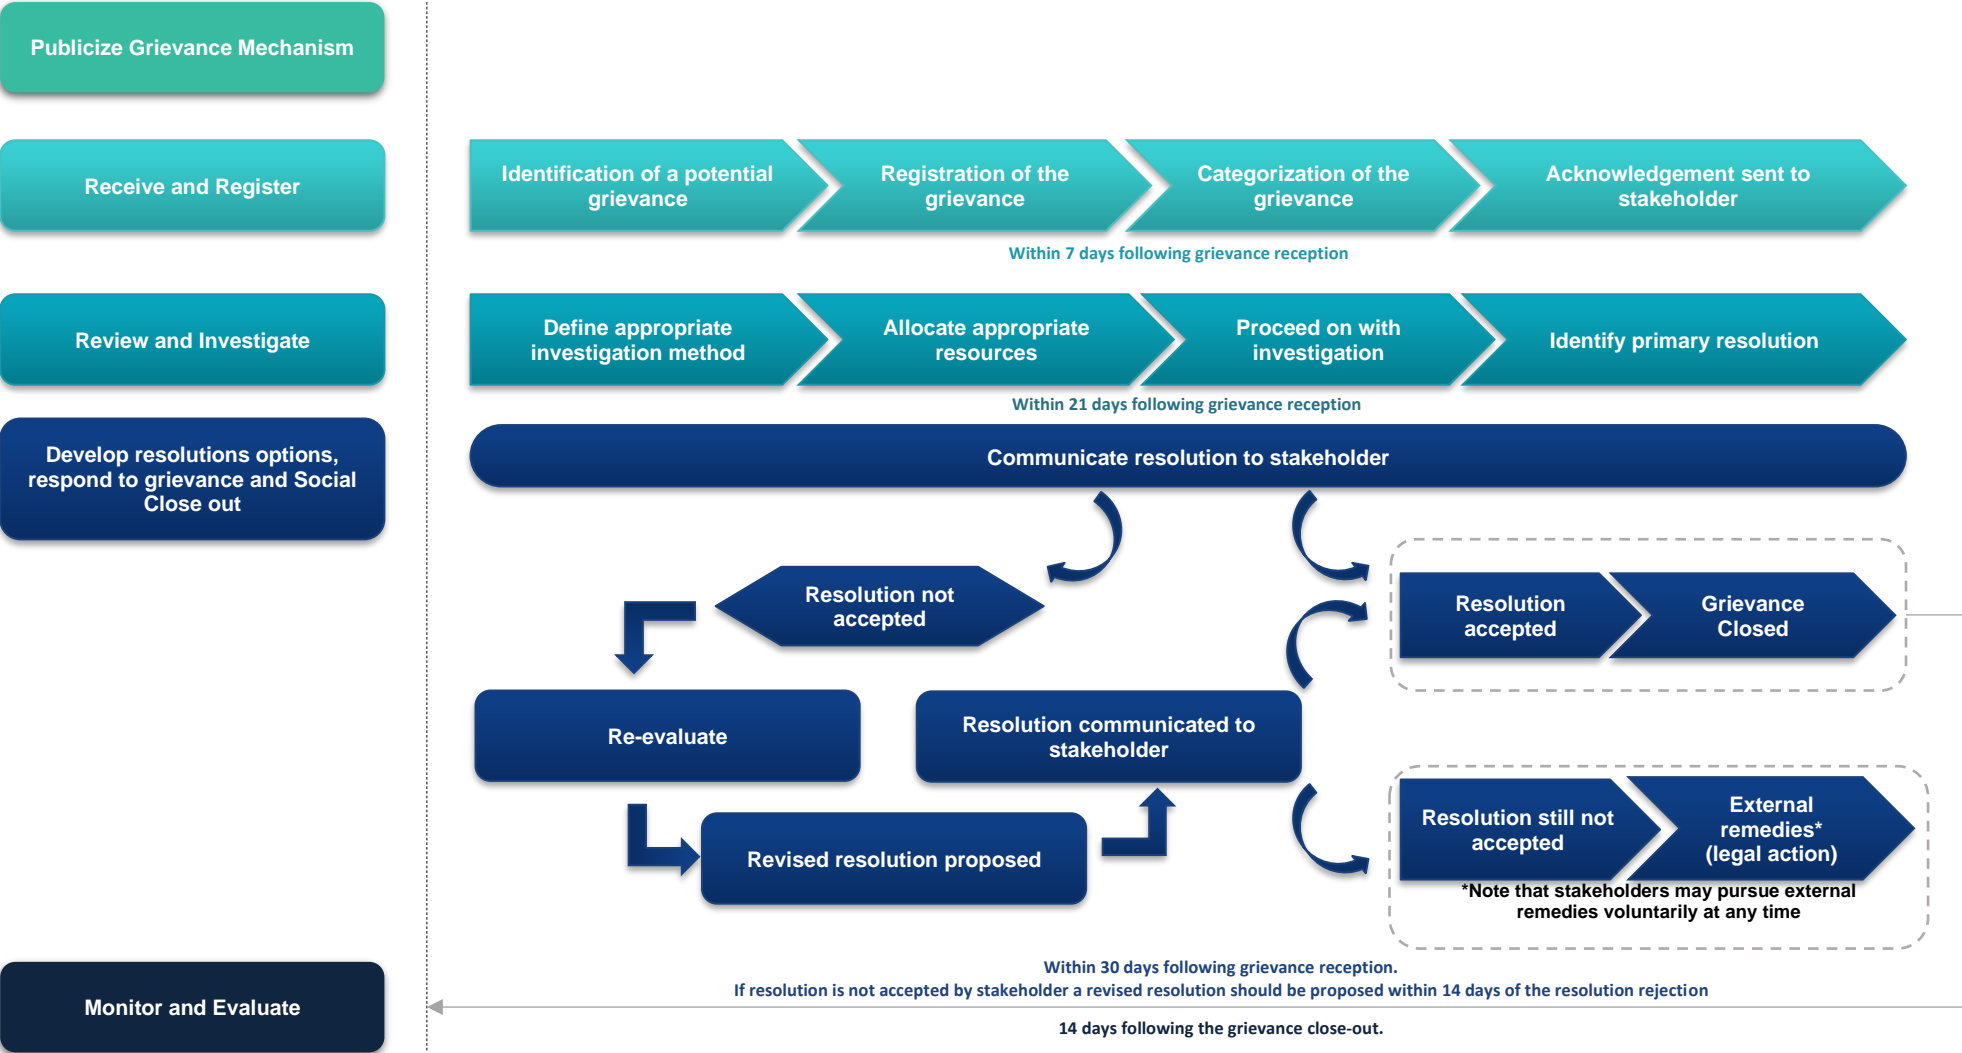 Publicize Grievance Mechanism
Receive and Register
Identification of a potential
grievance
Registration of the
grievance
Categorization of the
grievance
Acknowledgement sent to
stakeholder
Within 7 days following grievance reception
Review and Investigate
Define appropriate
investigation method
Allocate appropriate
resources
Proceed on with
investigation
Identify primary resolution
Within 21 days following grievance reception
Develop resolutions options,
respond to grievance and Social
Close out
Communicate resolution to stakeholder
Resolution not
accepted
Resolution
accepted
Grievance
Closed
Re-evaluate
Resolution communicated to
stakeholder
Revised resolution proposed
Resolution still not
accepted
External
remedies*
(legal action)
*Note that stakeholders may pursue external
remedies voluntarily at any time
Within 30 days following grievance reception.
If resolution is not accepted by stakeholder a revised resolution should be proposed within 14 days of the resolution rejection
Monitor and Evaluate
14 days following the grievance close-out.